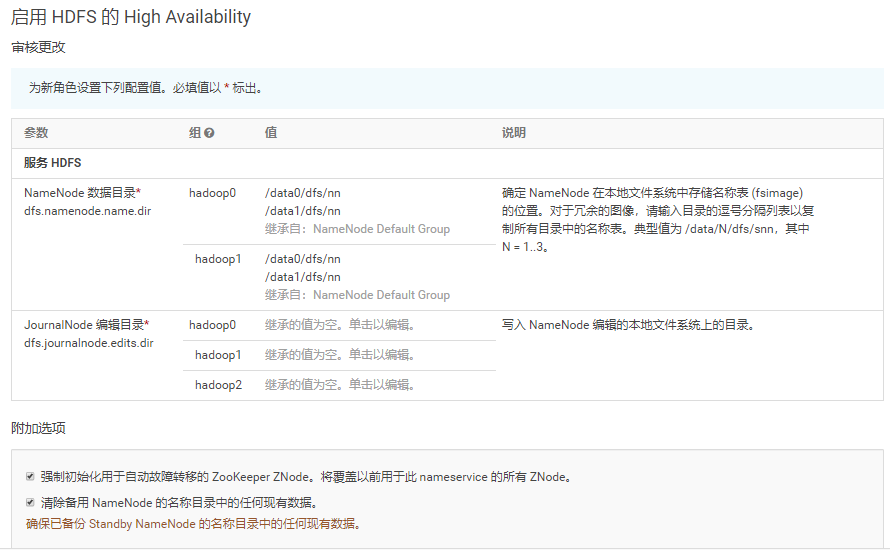 启用 HDFS 的 High Availability
审核更改
为新角色设置下列配置值。必填值以 * 标出。
参数 组 值 说明
服务 HDFS
NameNode 数据目录* hadoop0 /data0/dfs/nn 确定 NameNode 在本地文件系统中存储名称表 (fsimage)
dfs.namenode.name.dir /data1/dfs/nn 的位置。对于冗余的图像，请输入目录的逗号分隔列表以复
继承自：NameNode Default Group 制所有目录中的名称表。典型值为 /data/N/dfs/snn，其中
N = 1..3。
hadoop1 /data0/dfs/nn
/data1/dfs/nn
继承自：NameNode Default Group
JournalNode 编辑目录* hadoop0 继承的值为空。单击以编辑。 写入 NameNode 编辑的本地文件系统上的目录。
dfs.journalnode.edits.dir
hadoop1 继承的值为空。单击以编辑。
hadoop2 继承的值为空。单击以编辑。
附加选项
强制初始化用于自动故障转移的 ZooKeeper ZNode。将覆盖以前用于此 nameservice 的所有 ZNode。
清除备用 NameNode 的名称目录中的任何现有数据。
确保已备份 Standby NameNode 的名称目录中的任何现有数据。